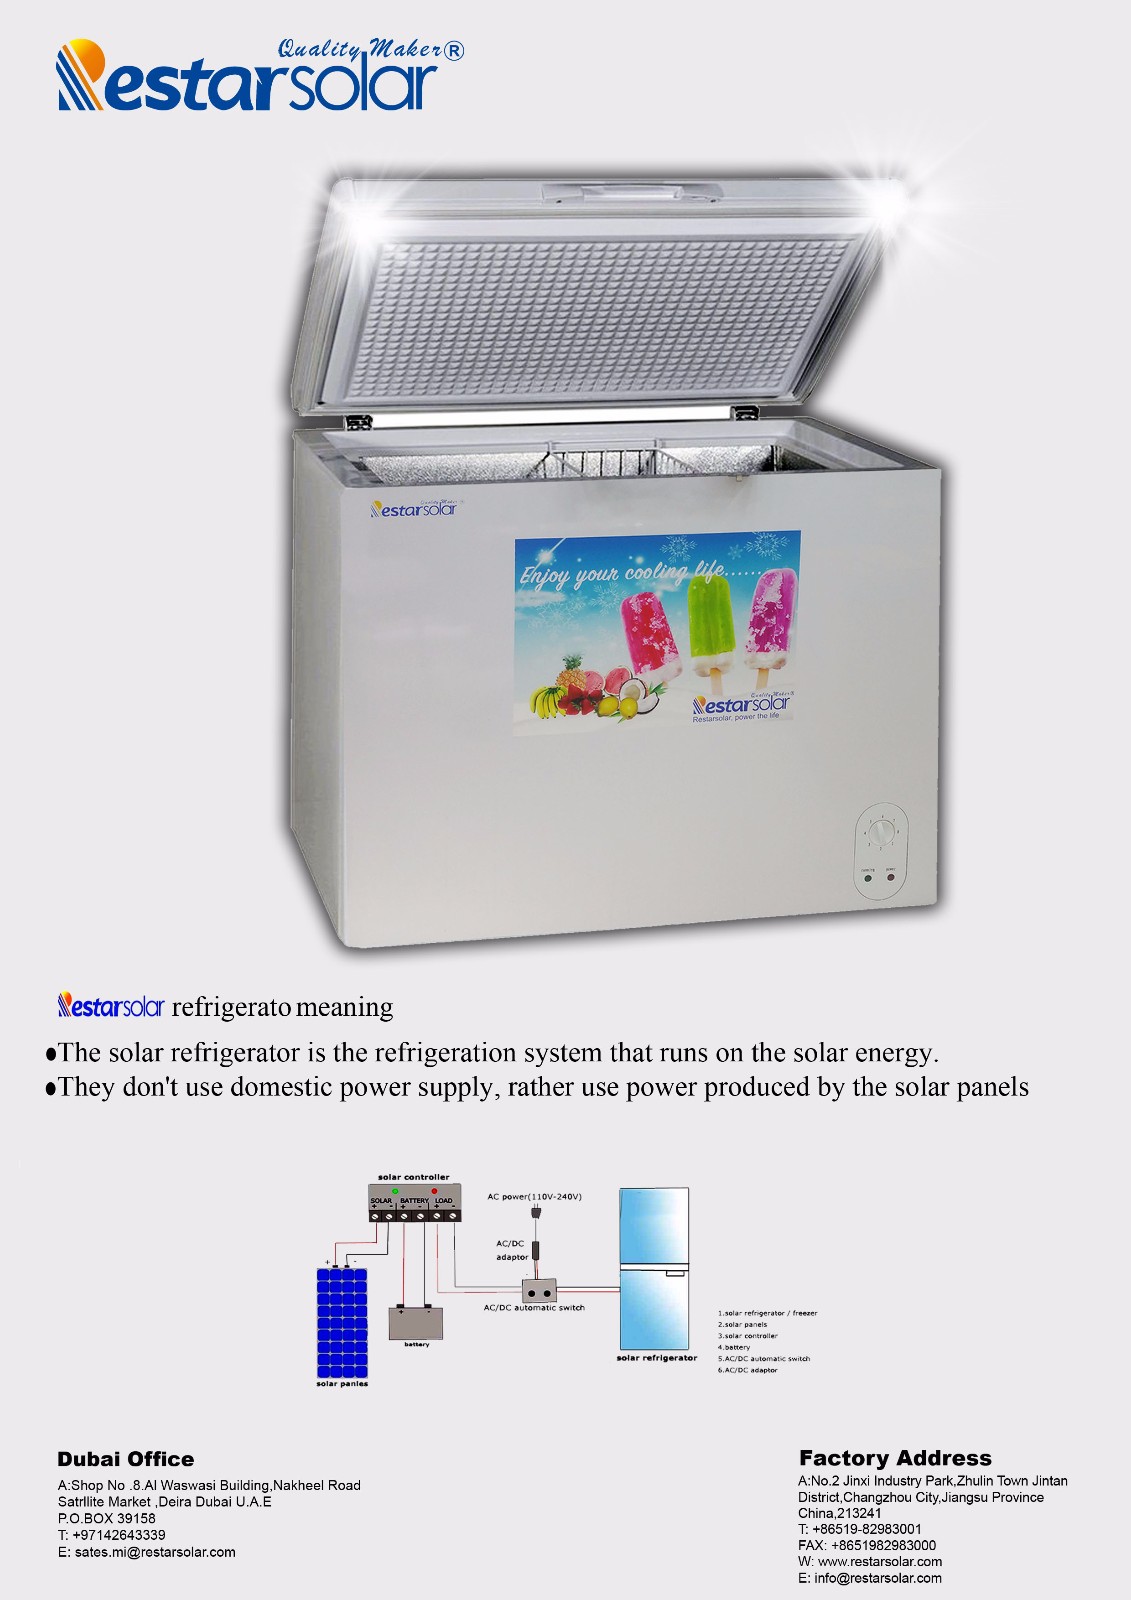 Quality Maker®
Restarsolar
Quality Maker®
Restarsolar
Enjoy your cooling life......
Quality Maker®
Restarsolar
Restarsolar, power the life
Restarsolar refrigerato meaning
●The solar refrigerator is the refrigeration system that runs on the solar energy.
●They don't use domestic power supply, rather use power produced by the solar panels
solar controller
SOLAR BATTERY LOAD
+ - + - + -
AC power(110V-240V)
AC/DC
adaptor
AC/DC automatic switch
+ -
+ -
battery
solar panles
solar refrigerator
1.solar refrigerator / freezer
2.solar panels
3.solar controller
4.battery
5.AC/DC automatic switch
6.AC/DC adaptor
Dubai Office
A:Shop No .8.Al Waswasi Building,Nakheel Road
Satrllite Market ,Deira Dubai U.A.E
P.O.BOX 39158
T: +97142643339
E: sates.mi@restarsolar.com
Factory Address
A:No.2 Jinxi Industry Park,Zhulin Town Jintan
District,Changzhou City,Jiangsu Province
China,213241
T: +86519-82983001
FAX: +8651982983000
W: www.restarsolar.com
E: info@restarsolar.com